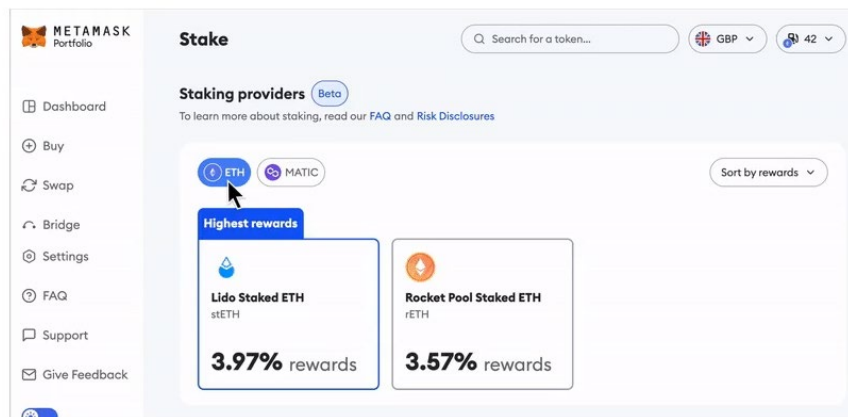 METAMASK
Portfolio
Dashboard
Buy
Swap
Bridge
Settings
FAQ
Support
Give Feedback
Stake
Search for a token...
GBP
42
Staking providers Beta
To learn more about staking, read our FAQ and Risk Disclosures
ETH
MATIC
Sort by rewards
Highest rewards
Lido Staked ETH
stETH
3.97% rewards
Rocket Pool Staked ETH
rETH
3.57% rewards